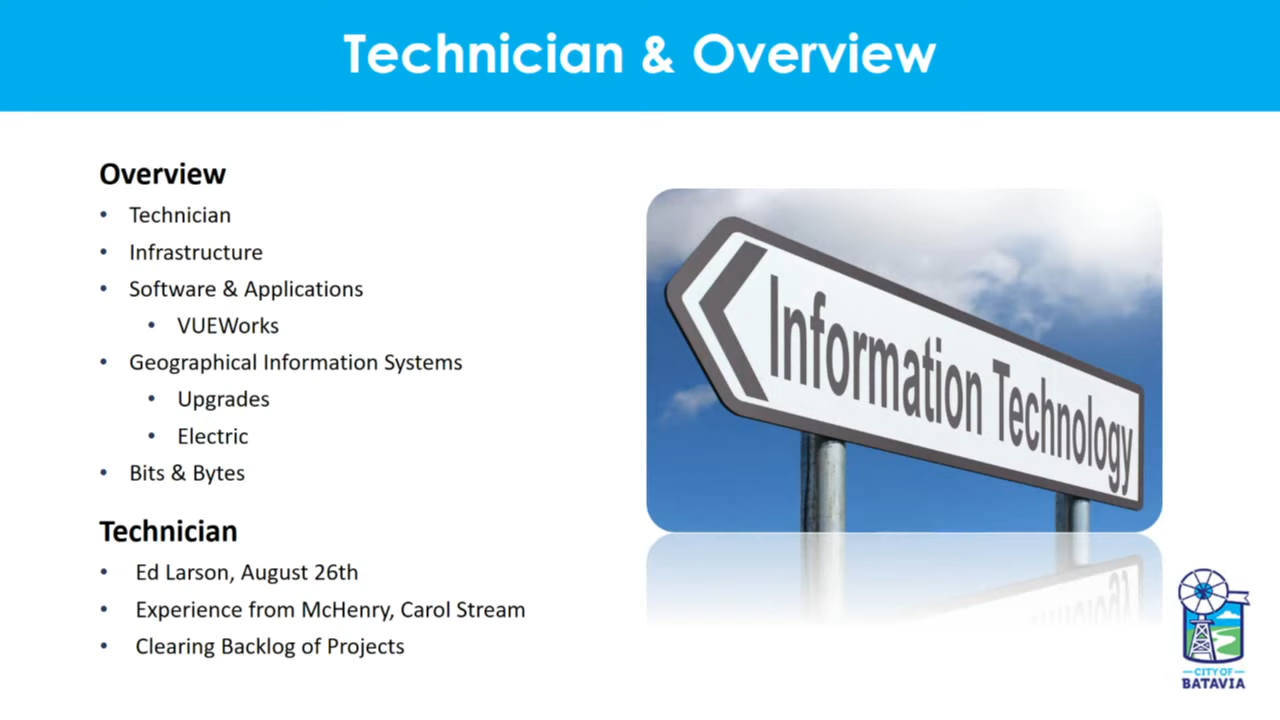 Technician & Overview
Overview
• Technician
• Infrastructure
• Software & Applications
• VUEWorks
• Geographical Information Systems
• Upgrades
• Electric
• Bits & Bytes
Technician
• Ed Larson, August 26th
• Experience from McHenry, Carol Stream
• Clearing Backlog of Projects
Information Technology
CITY OF
BATAVIA